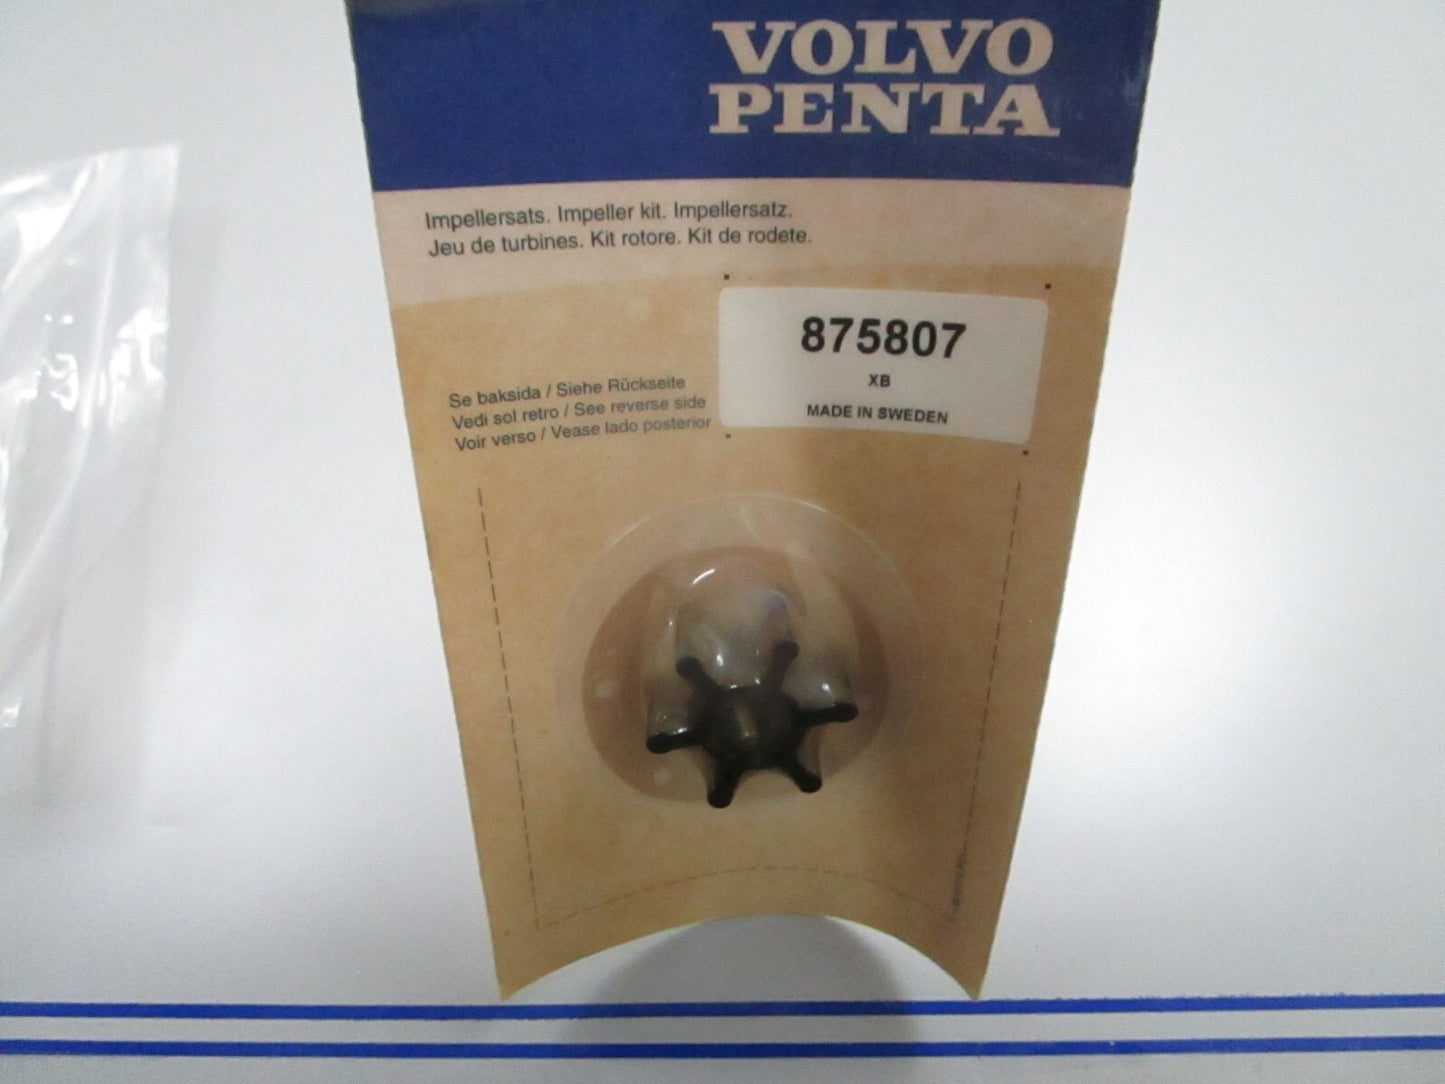 VOLVO
PENTA
Impellersats. Impeller kit. Impellersatz.
Jeu de turbines. Kit rotore. Kit de rodete.
875807
XB
MADE IN SWEDEN
Se baksida / Siehe Rückseite
Vedi sol retro / See reverse side
Voir verso / Vease lado posterior